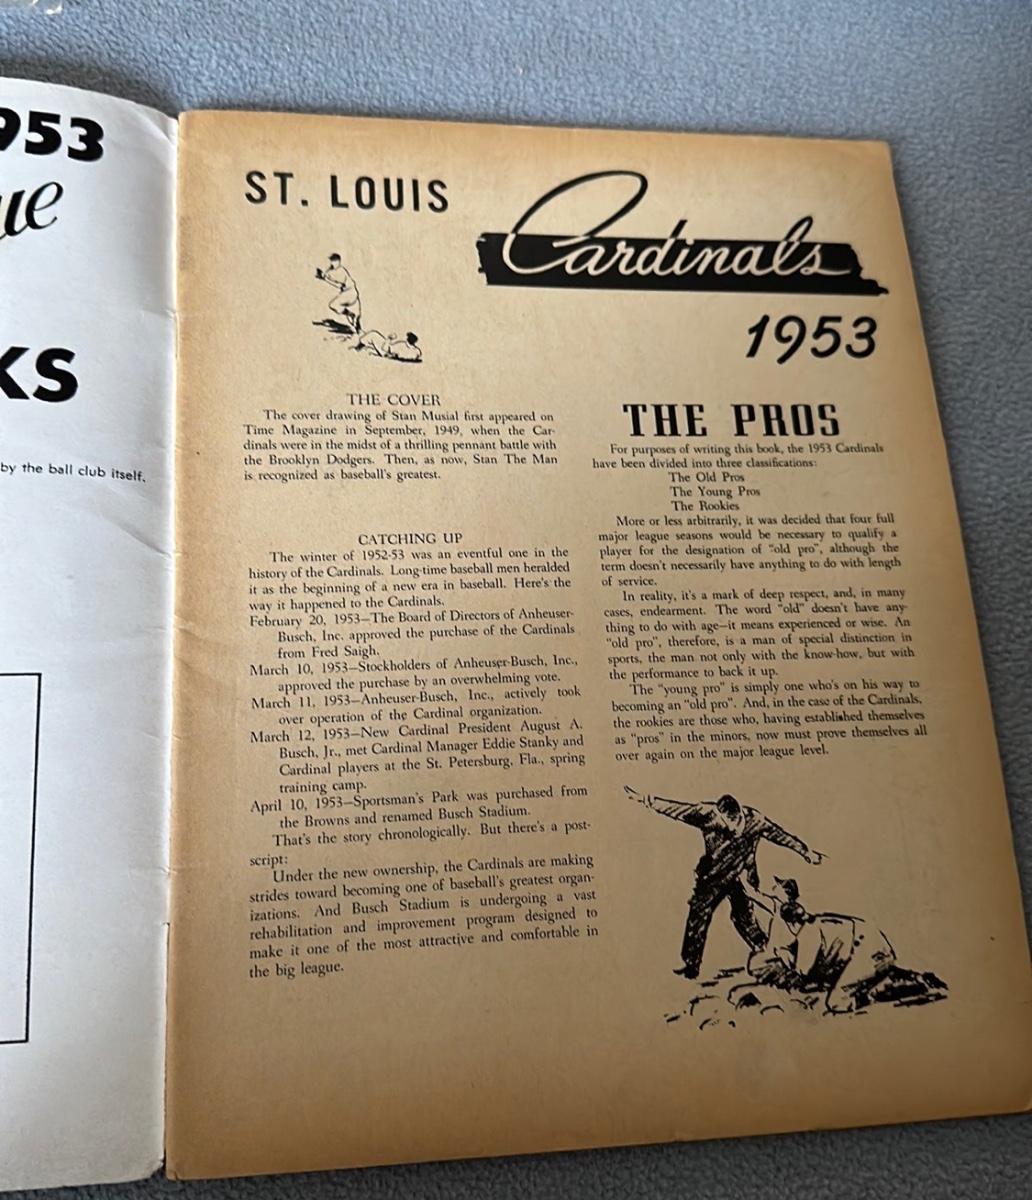 953
ue
KS
by the ball club itself.
ST. LOUIS
Cardinals
1953
THE COVER
The cover drawing of Stan Musial first appeared on
Time Magazine in September, 1949, when the Car-
dinals were in the midst of a thrilling pennant battle with
the Brooklyn Dodgers. Then, as now, Stan The Man
is recognized as baseball's greatest.
CATCHING UP
The winter of 1952-53 was an eventful one in the
history of the Cardinals. Long-time baseball men heralded
it as the beginning of a new era in baseball. Here's the
way it happened to the Cardinals.
February 20, 1953—The Board of Directors of Anheuser-
Busch, Inc. approved the purchase of the Cardinals
from Fred Saigh.
March 10, 1953—Stockholders of Anheuser-Busch, Inc.,
approved the purchase by an overwhelming vote.
March 11, 1953—Anheuser-Busch, Inc., actively took
over operation of the Cardinal organization.
March 12, 1953—New Cardinal President August A.
Busch, Jr., met Cardinal Manager Eddie Stanky and
Cardinal players at the St. Petersburg, Fla., spring
training camp.
April 10, 1953—Sportsman's Park was purchased from
the Browns and renamed Busch Stadium.
That's the story chronologically. But there's a post-
script:
Under the new ownership, the Cardinals are making
strides toward becoming one of baseball's greatest organ-
izations. And Busch Stadium is undergoing a vast
rehabilitation and improvement program designed to
make it one of the most attractive and comfortable in
the big league.
THE PROS
For purposes of writing this book, the 1953 Cardinals
have been divided into three classifications:
The Old Pros
The Young Pros
The Rookies
More or less arbitrarily, it was decided that four full
major league seasons would be necessary to qualify a
player for the designation of "old pro", although the
term doesn't necessarily have anything to do with length
of service.
In reality, it's a mark of deep respect, and, in many
cases, endearment. The word "old" doesn't have any-
thing to do with age—it means experienced or wise. An
"old pro", therefore, is a man of special distinction in
sports, the man not only with the know-how, but with
the performance to back it up.
The "young pro" is simply one who's on his way to
becoming an "old pro". And, in the case of the Cardinals,
the rookies are those who, having established themselves
as "pros" in the minors, now must prove themselves all
over again on the major league level.